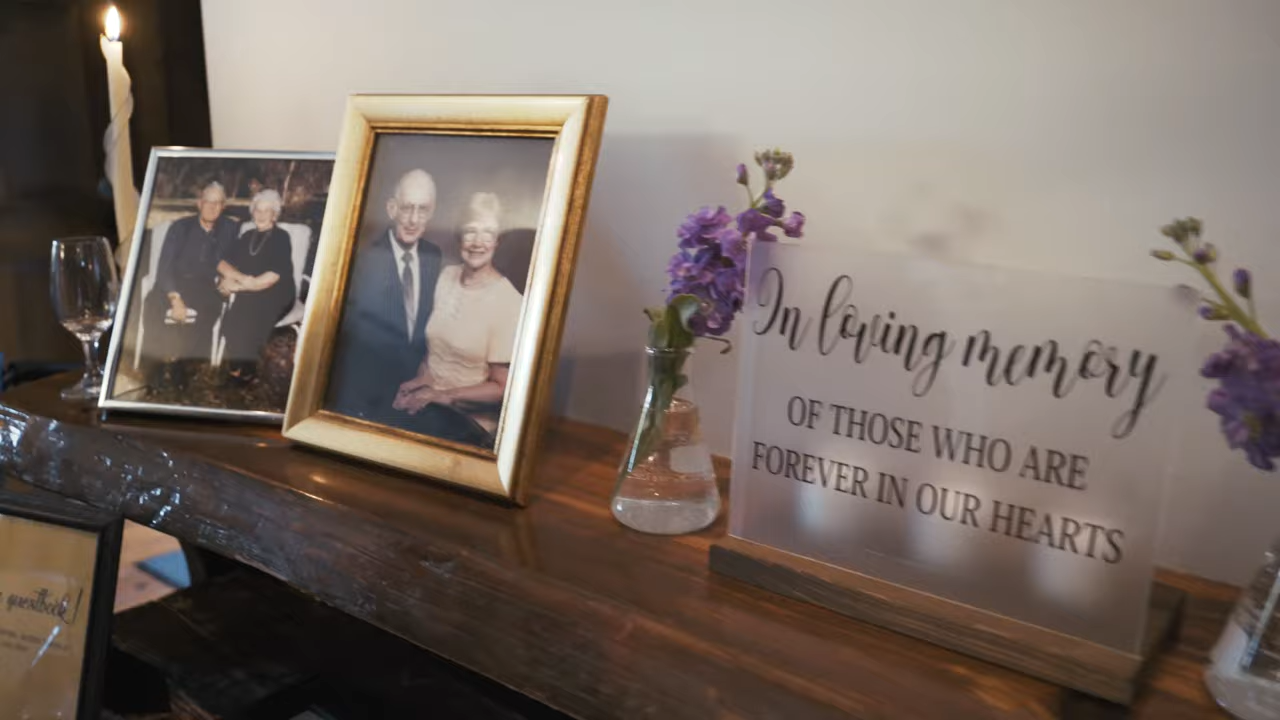 In loving memory
OF THOSE WHO ARE
FOREVER IN OUR HEARTS
guestbook!